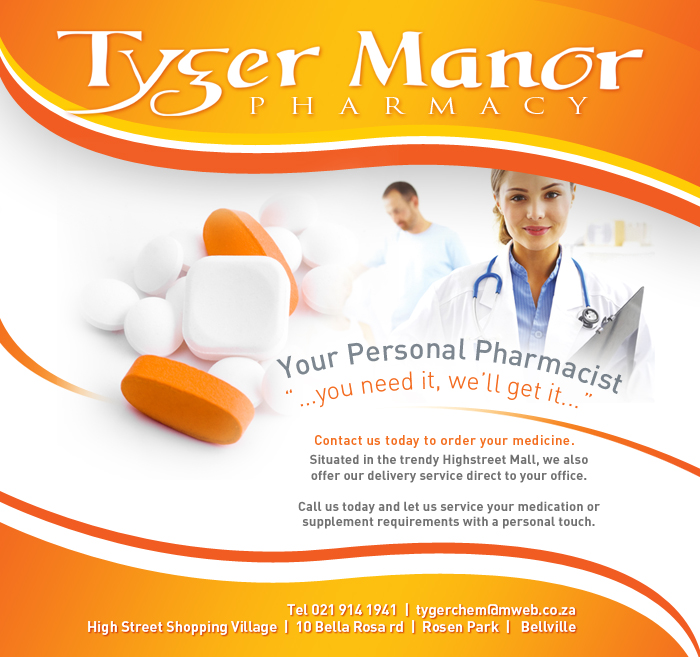 Tyger Manor
PHARMACY
Your Personal Pharmacist
“ ...you need it, we'll get it... ”
Contact us today to order your medicine.
Situated in the trendy Highstreet Mall, we also
offer our delivery service direct to your office.
Call us today and let us service your medication or
supplement requirements with a personal touch.
Tel 021 914 1941 | tygerchem@mweb.co.za
High Street Shopping Village | 10 Bella Rosa rd | Rosen Park | Bellville